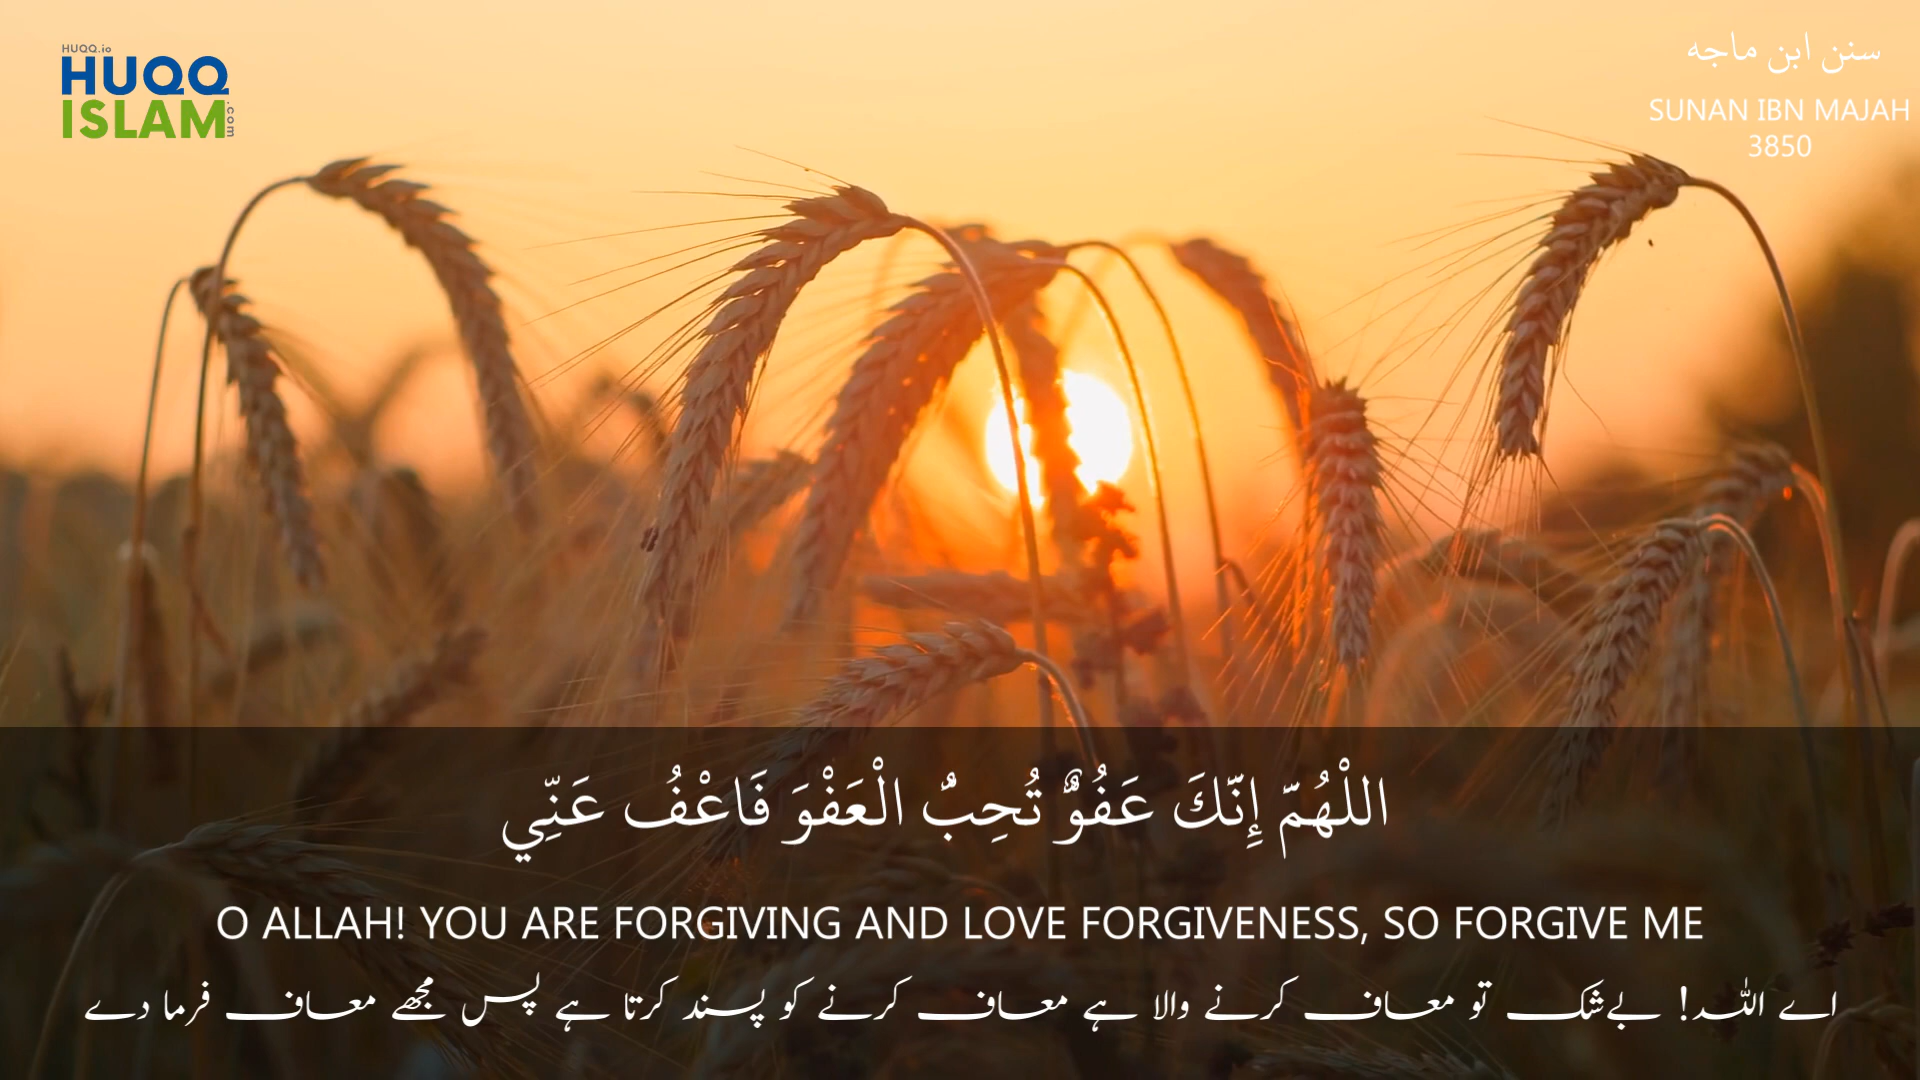 HUQQ.io
HUQQ
ISLAM.com
سنن ابن ماجه
SUNAN IBN MAJAH
3850
اللْهُمّ إِنّكَ عَفُوٌّ تُحِبُّ الْعَفْوَ فَاعْفُ عَنِّي
O ALLAH! YOU ARE FORGIVING AND LOVE FORGIVENESS, SO FORGIVE ME
اے اللہ! بےشک تو معاف کرنے والا ہے معاف کرنے کو پسند کرتا ہے پس مجھے معاف فرما دے